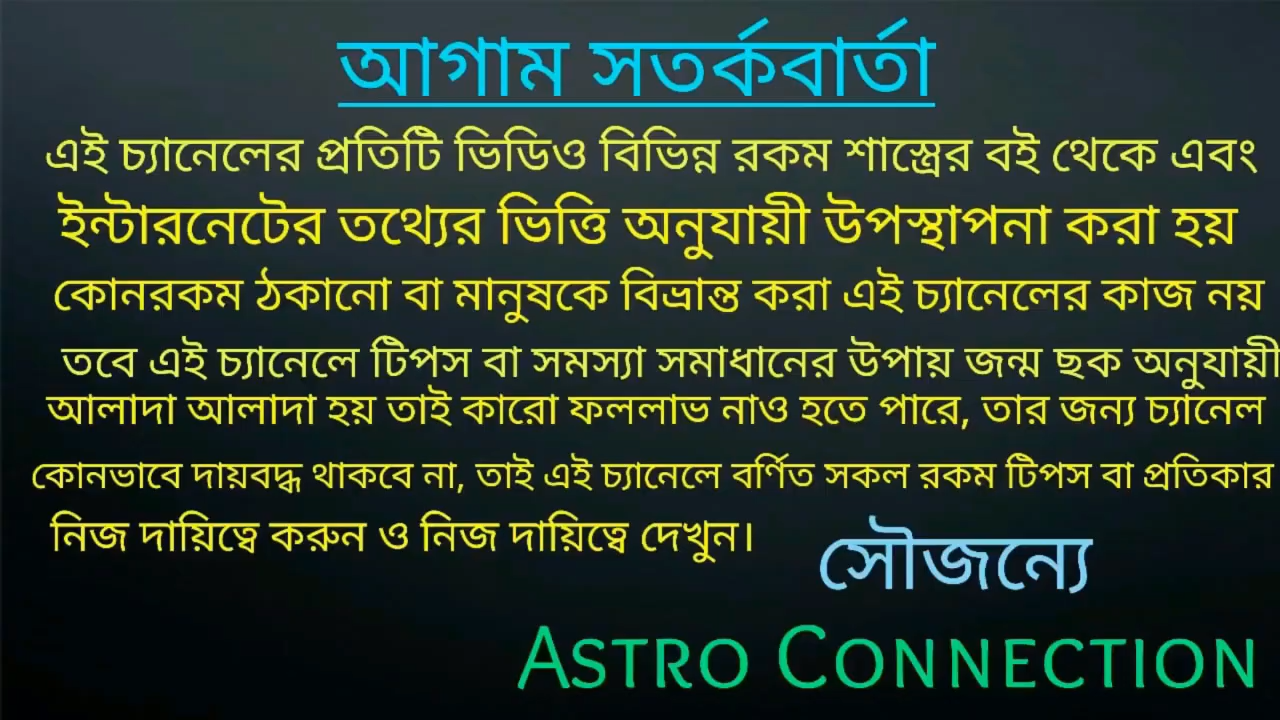 আগাম সতর্কবার্তা
এই চ্যানেলের প্রতিটি ভিডিও বিভিন্ন রকম শাস্ত্রের বই থেকে এবং
ইন্টারনেটের তথ্যের ভিত্তি অনুযায়ী উপস্থাপনা করা হয়
কোনরকম ঠকানো বা মানুষকে বিভ্রান্ত করা এই চ্যানেলের কাজ নয়
তবে এই চ্যানেলে টিপস বা সমস্যা সমাধানের উপায় জন্ম ছক অনুযায়ী
আলাদা আলাদা হয় তাই কারো ফললাভ নাও হতে পারে, তার জন্য চ্যানেল
কোনভাবে দায়বদ্ধ থাকবে না, তাই এই চ্যানেলে বর্ণিত সকল রকম টিপস বা প্রতিকার
নিজ দায়িত্বে করুন ও নিজ দায়িত্বে দেখুন।
সৌজন্যে
ASTRO CONNECTION